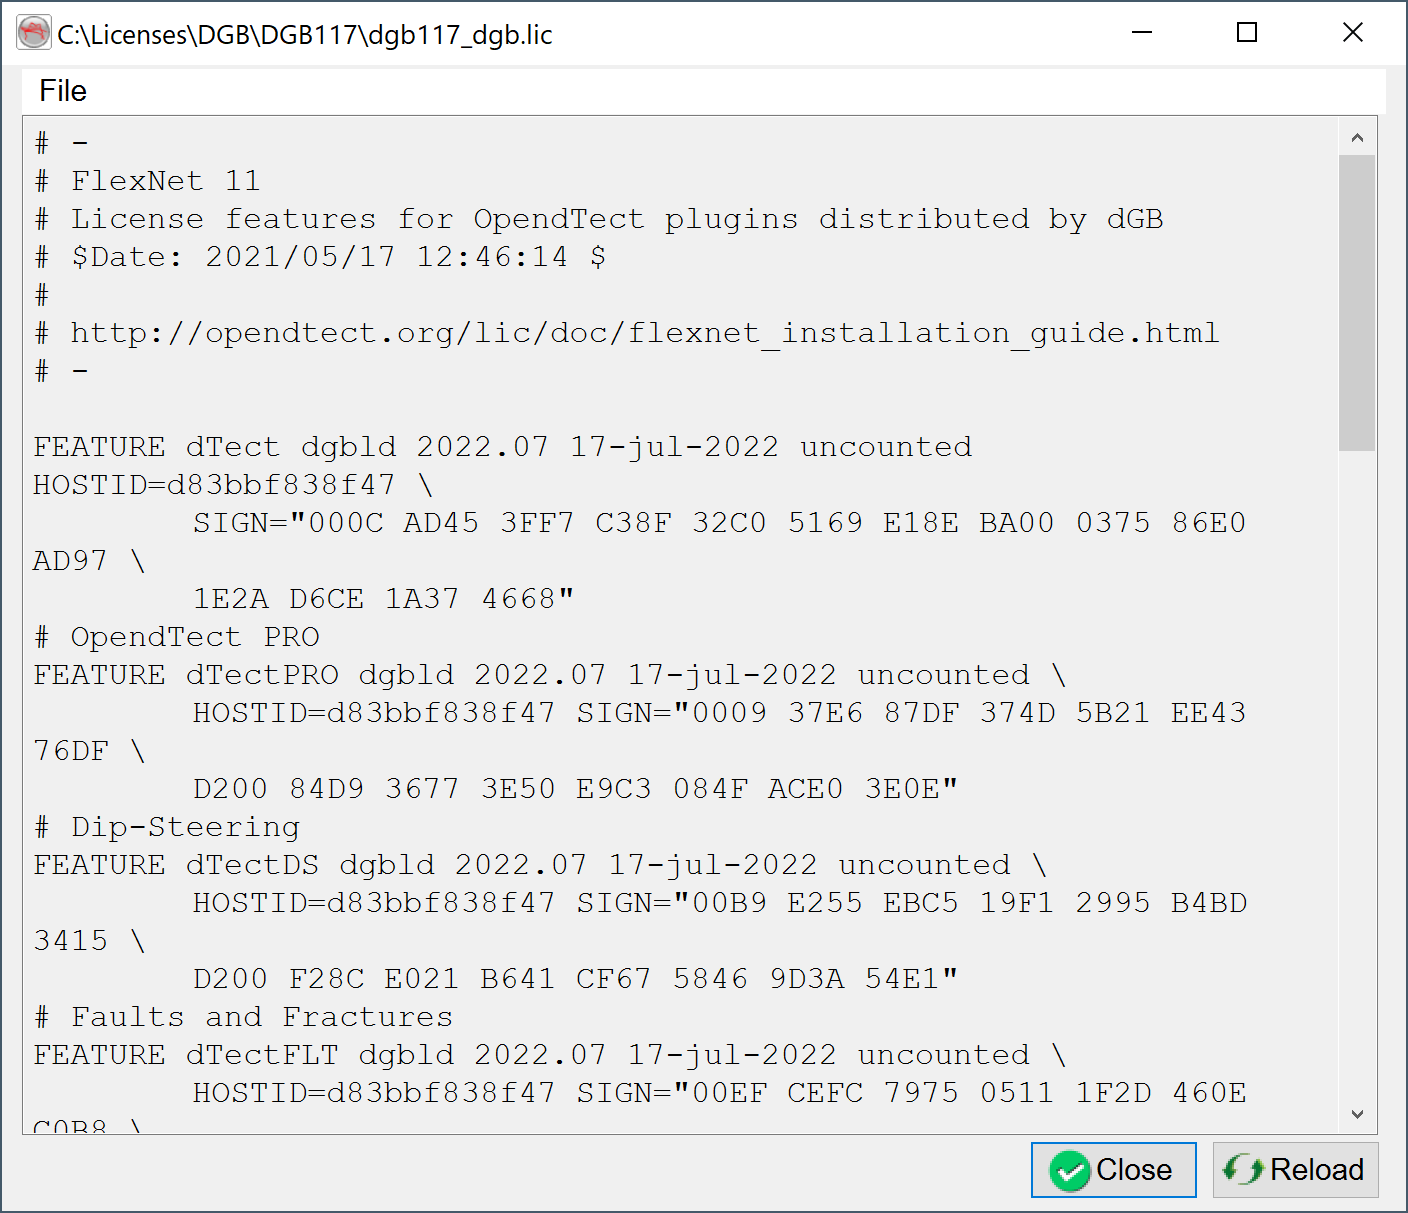 C:\Licenses\DGB\DGB117\dgb117_dgb.lic
File
# -
# FlexNet 11
# License features for OpendTect plugins distributed by dGB
# $Date: 2021/05/17 12:46:14 $
#
# http://opendtect.org/lic/doc/flexnet_installation_guide.html
# -
FEATURE dTect dgbld 2022.07 17-jul-2022 uncounted
HOSTID=d83bbf838f47 \
SIGN="000C AD45 3FF7 C38F 32C0 5169 E18E BA00 0375 86E0
AD97 \
1E2A D6CE 1A37 4668"
# OpendTect PRO
FEATURE dTectPRO dgbld 2022.07 17-jul-2022 uncounted \
HOSTID=d83bbf838f47 SIGN="0009 37E6 87DF 374D 5B21 EE43
76DF \
D200 84D9 3677 3E50 E9C3 084F ACE0 3E0E"
# Dip-Steering
FEATURE dTectDS dgbld 2022.07 17-jul-2022 uncounted \
HOSTID=d83bbf838f47 SIGN="00B9 E255 EBC5 19F1 2995 B4BD
3415 \
D200 F28C E021 B641 CF67 5846 9D3A 54E1"
# Faults and Fractures
FEATURE dTectFLT dgbld 2022.07 17-jul-2022 uncounted \
HOSTID=d83bbf838f47 SIGN="00EF CEFC 7975 0511 1F2D 460E
C0B8 \
Close
Reload